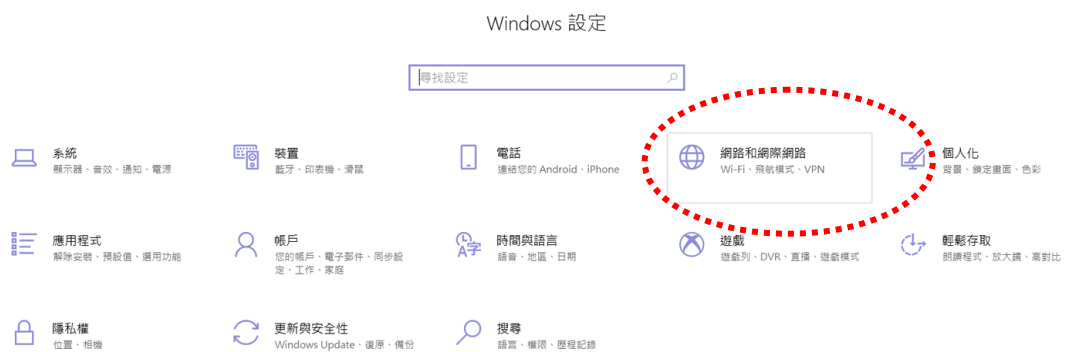 Windows 設定
尋找設定
系統
顯示器、音效、通知、電源
裝置
藍牙、印表機、滑鼠
電話
連結您的 Android、iPhone
網路和網際網路
Wi-Fi、飛航模式、VPN
個人化
背景、鎖定畫面、色彩
應用程式
解除安裝、預設值、選用功能
帳戶
您的帳戶、電子郵件、同步設
定、工作、家庭
時間與語言
語音、地區、日期
遊戲
遊戲列、DVR、直播、遊戲模式
輕鬆存取
朗讀程式、放大鏡、高對比
隱私權
位置、相機
更新與安全性
Windows Update、復原、備份
搜尋
語言、權限、歷程記錄